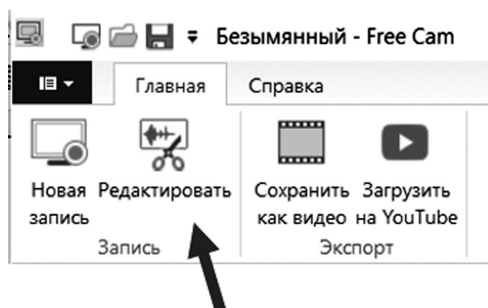 Безымянный - Free Cam
Главная Справка
Новая запись
Редактировать
Сохранить как видео
Загрузить на YouTube
Запись Экспорт